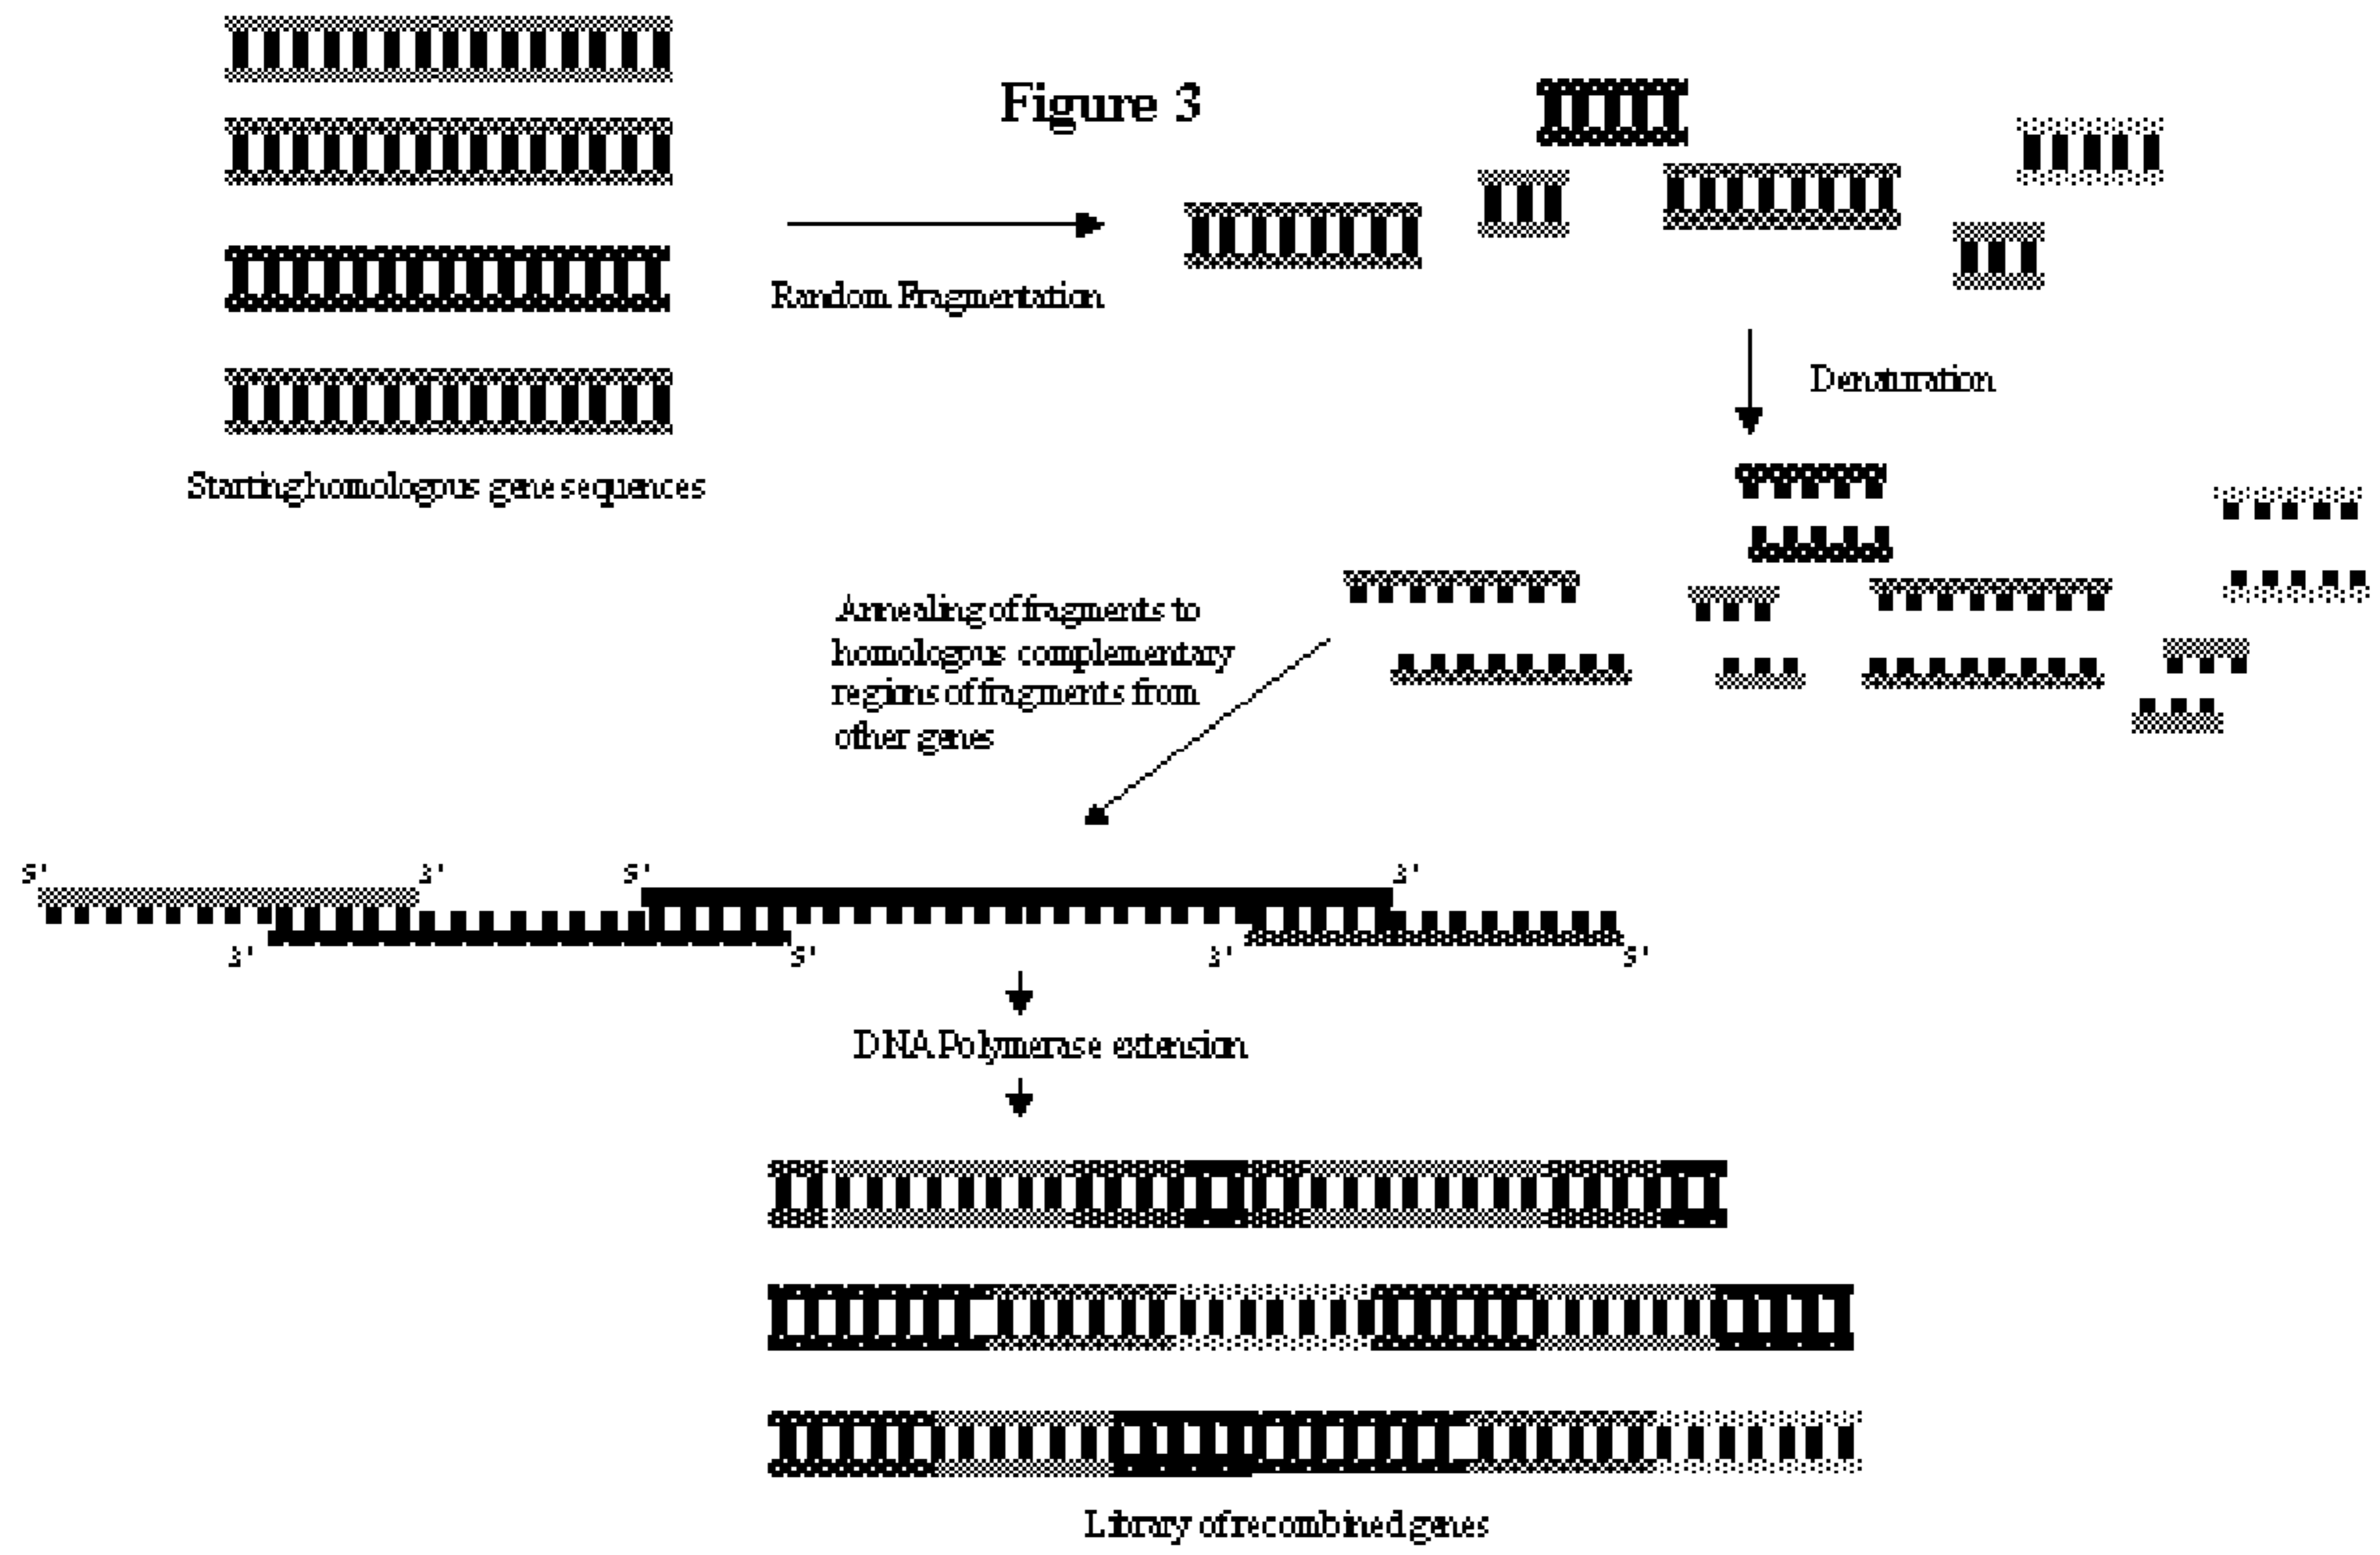 Figure 3
Random Fragmentation
Denaturation
Starting homologous gene sequences
Annealing of fragments to
homologous complementary
regions of fragments from
other genes
5' 3' 5' 3'
3' 5' 3' 5'
DNA Polymerase extension
Library of recombined genes